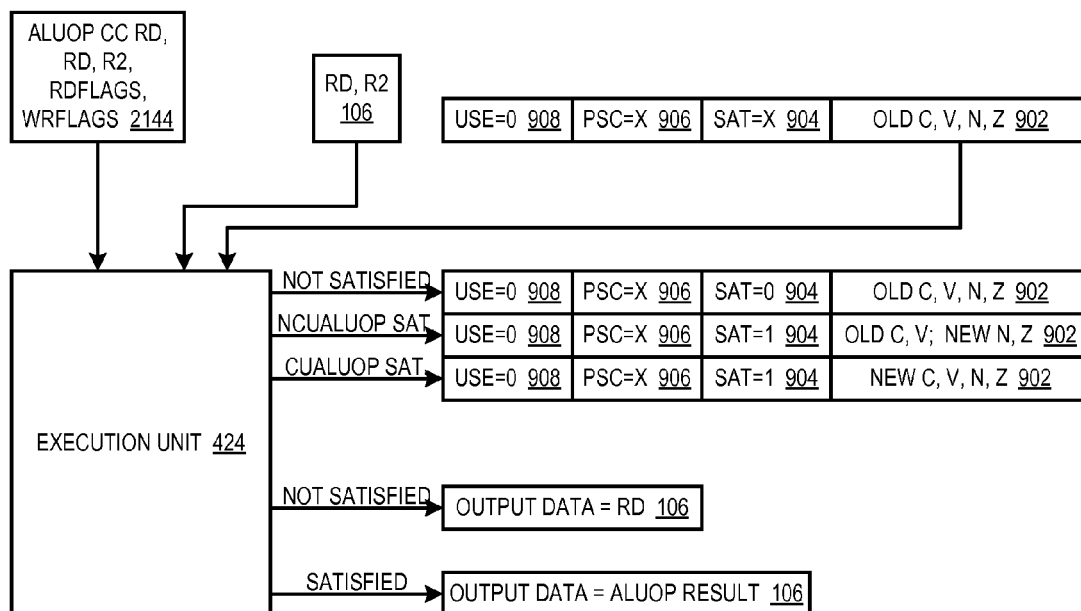 ALUOP CC RD,
RD, R2,
RDFLAGS,
WRFLAGS 2144
RD, R2
106
USE=0 908 PSC=X 906 SAT=X 904 OLD C, V, N, Z 902
EXECUTION UNIT 424
NOT SATISFIED
USE=0 908 PSC=X 906 SAT=0 904 OLD C, V, N, Z 902
NCUALUOP SAT
USE=0 908 PSC=X 906 SAT=1 904 OLD C, V; NEW N, Z 902
CUALUOP SAT
USE=0 908 PSC=X 906 SAT=1 904 NEW C, V, N, Z 902
NOT SATISFIED
OUTPUT DATA = RD 106
SATISFIED
OUTPUT DATA = ALUOP RESULT 106